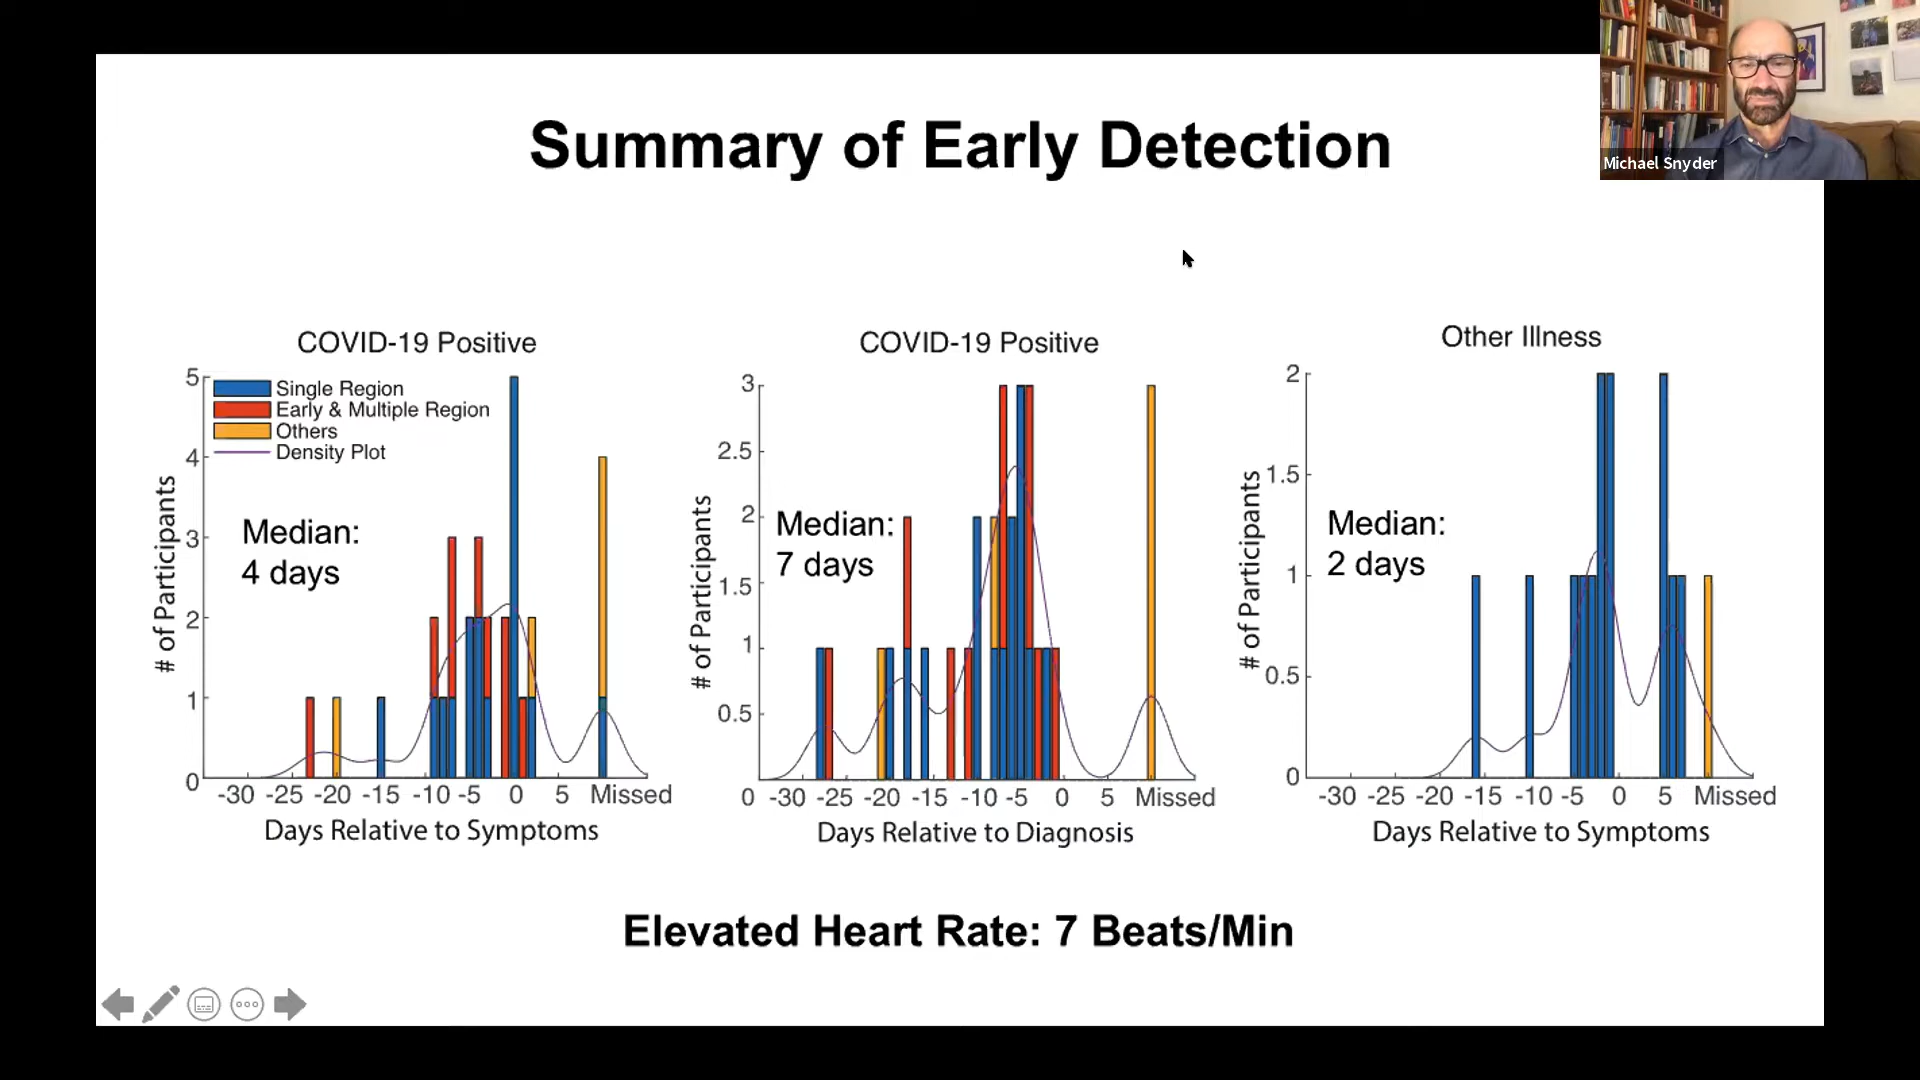 Summary of Early Detection
Michael Snyder
COVID-19 Positive
Single Region
Early & Multiple Region
Others
Density Plot
Median:
4 days
# of Participants
5
4
3
2
1
0
-30 -25 -20 -15 -10 -5 0 5 Missed
Days Relative to Symptoms
COVID-19 Positive
Median:
7 days
# of Participants
3
2.5
2
1.5
1
0.5
0 -30 -25 -20 -15 -10 -5 0 5 Missed
Days Relative to Diagnosis
Other Illness
Median:
2 days
# of Participants
2
1.5
1
0.5
0
-30 -25 -20 -15 -10 -5 0 5 Missed
Days Relative to Symptoms
Elevated Heart Rate: 7 Beats/Min